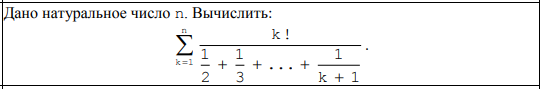 Дано натуральное число n. Вычислить:
n
∑ k=1 k! / (1/2 + 1/3 + ... + 1/(k + 1)).